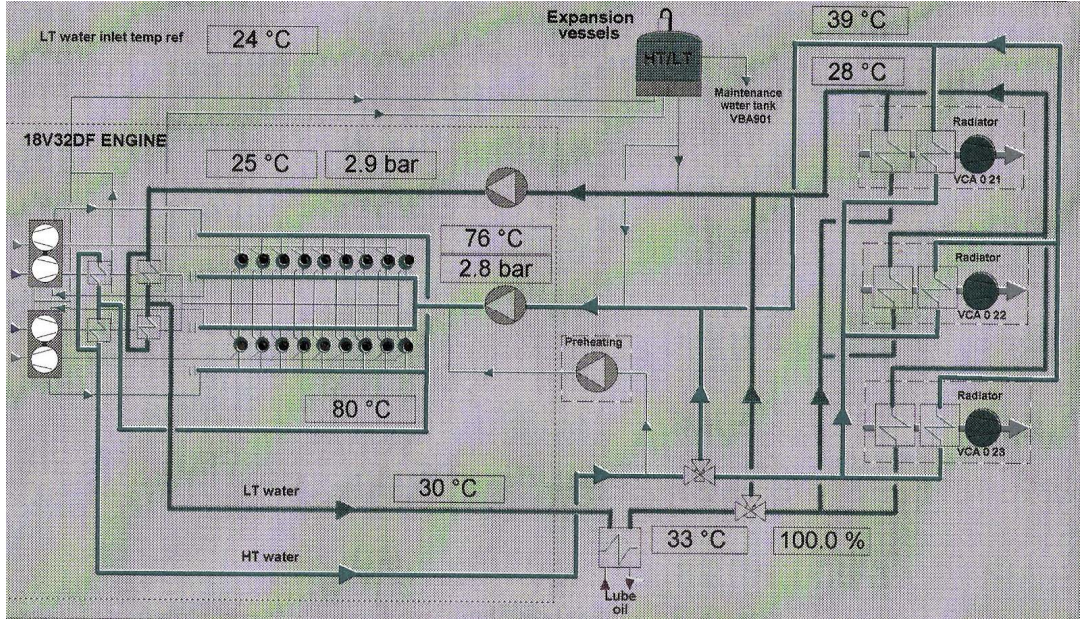 Expansion
vessels
39 °C
LT water inlet temp ref
24 °C
HT/LT
28 °C
Maintenance
water tank
VBA901
Radiator
18V32DF ENGINE
25 °C
2.9 bar
VCA 0 21
76 °C
2.8 bar
Radiator
VCA 0 22
Preheating
80 °C
Radiator
VCA 0 23
LT water
30 °C
33 °C
100.0 %
HT water
Lube
oil